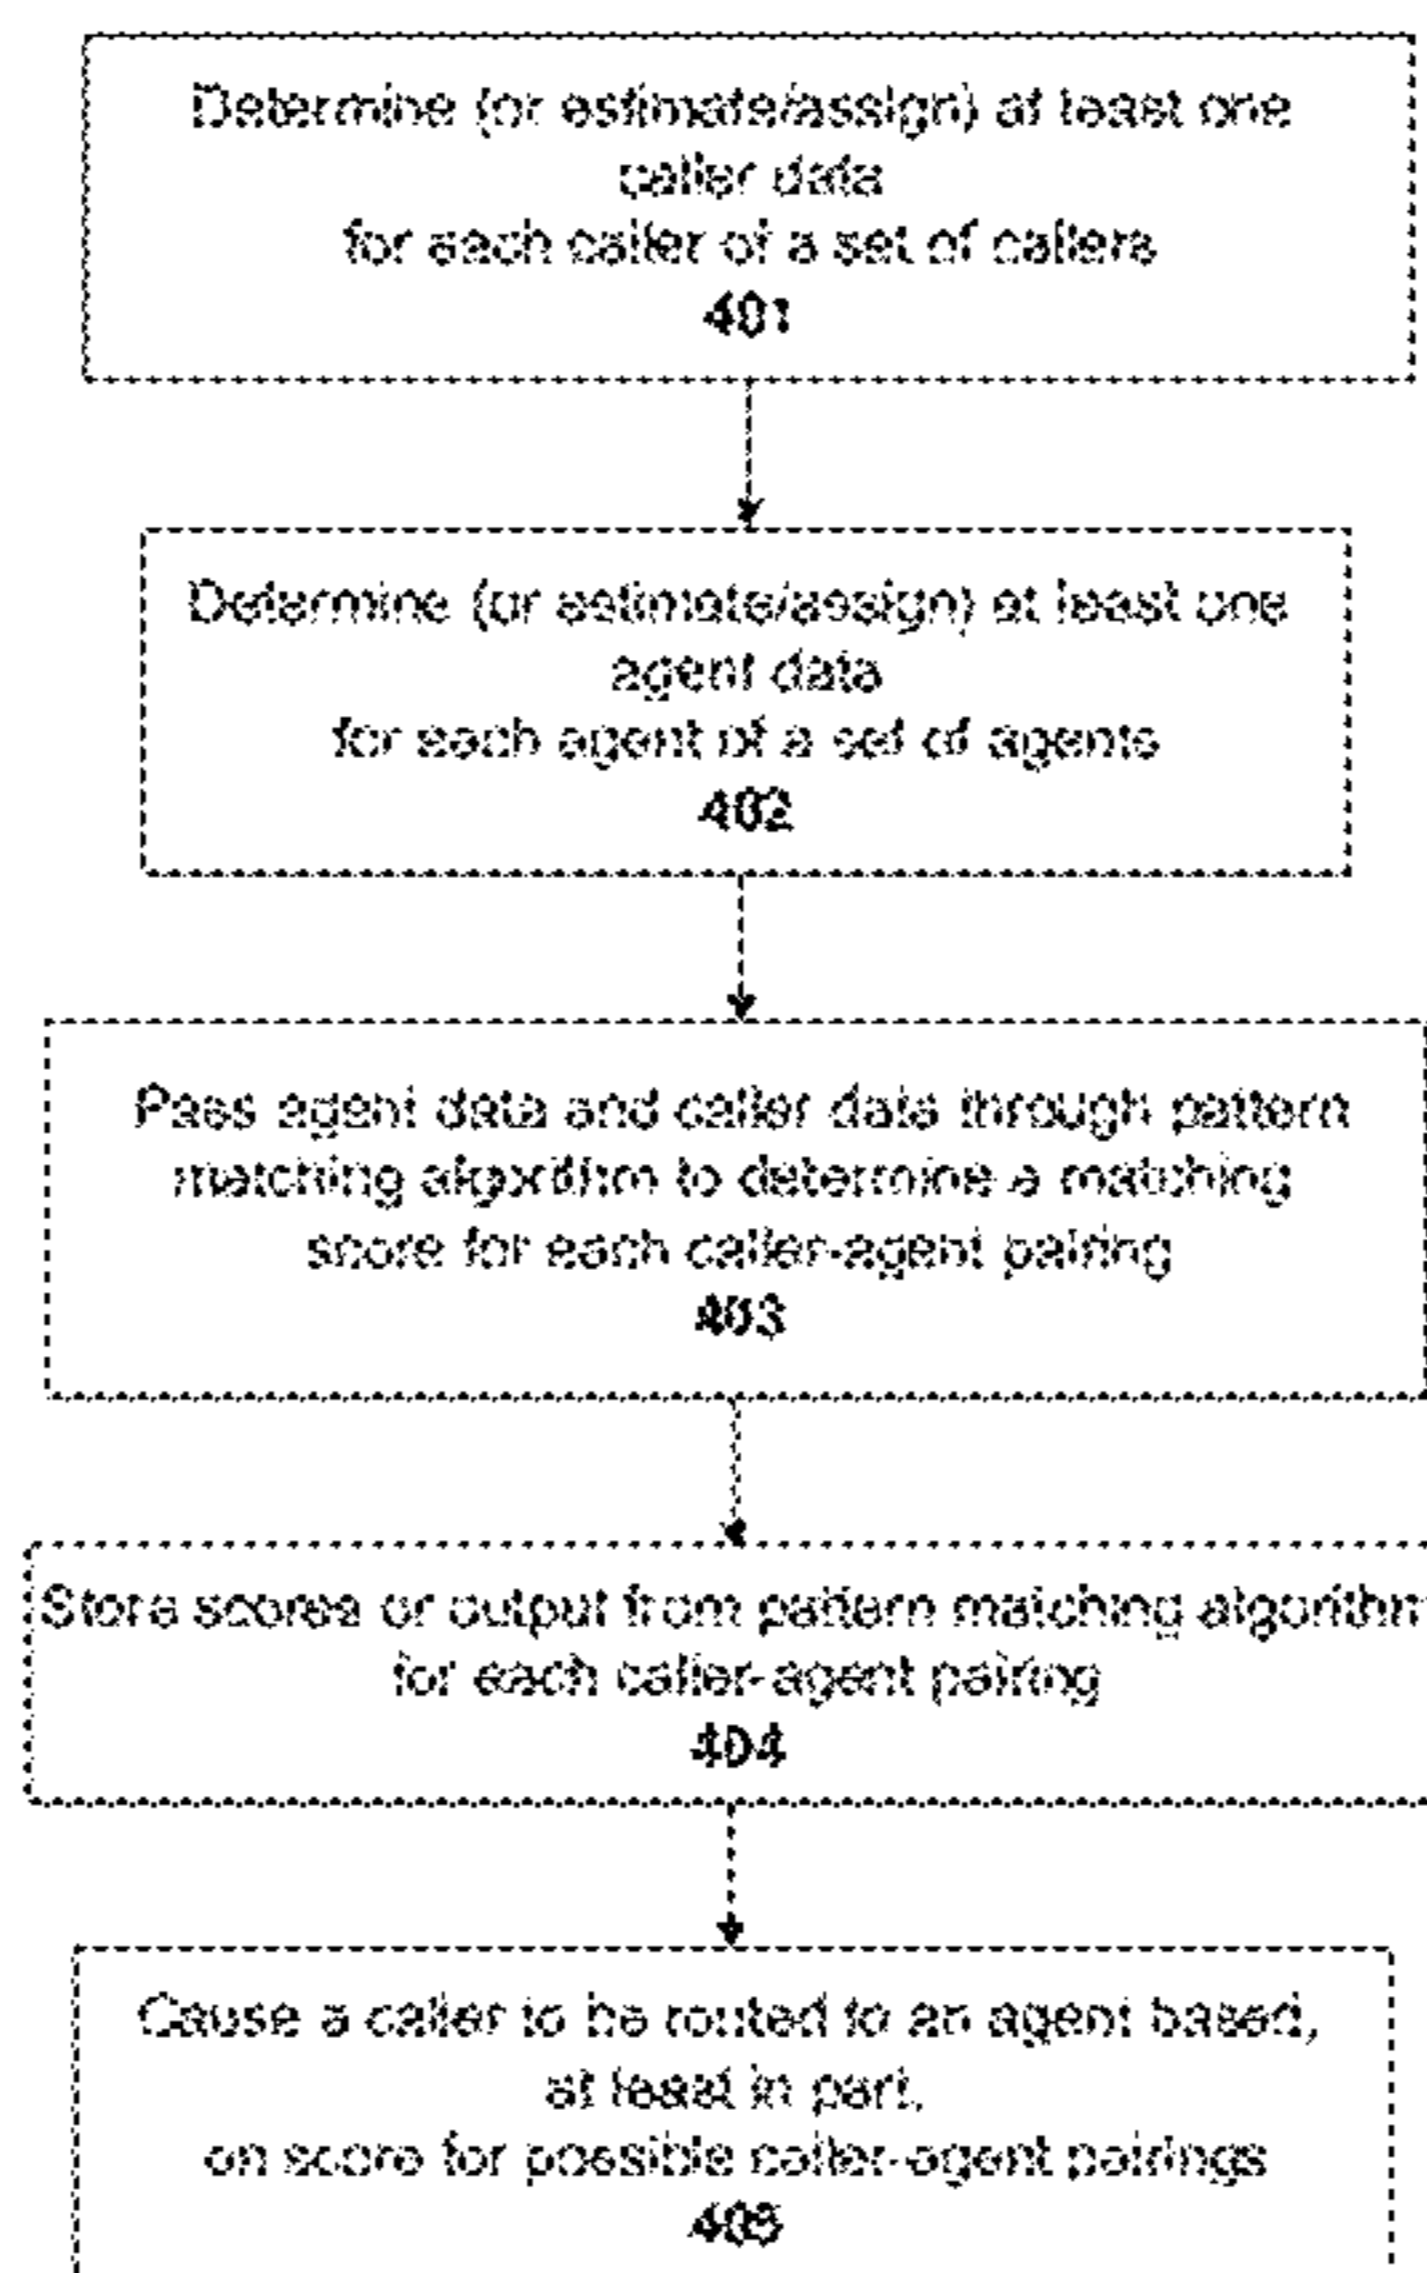 Determine (or estimate/assign) at least one
caller data
for each caller of a set of callers
401
Determine (or estimate/assign) at least one
agent data
for each agent of a set of agents
402
Pass agent data and caller data through pattern
matching algorithm to determine a matching
score for each caller-agent pairing
403
Store scores or output from pattern matching algorithm
for each caller-agent pairing
404
Cause a caller to be routed to an agent based,
at least in part,
on score for possible caller-agent pairings
405